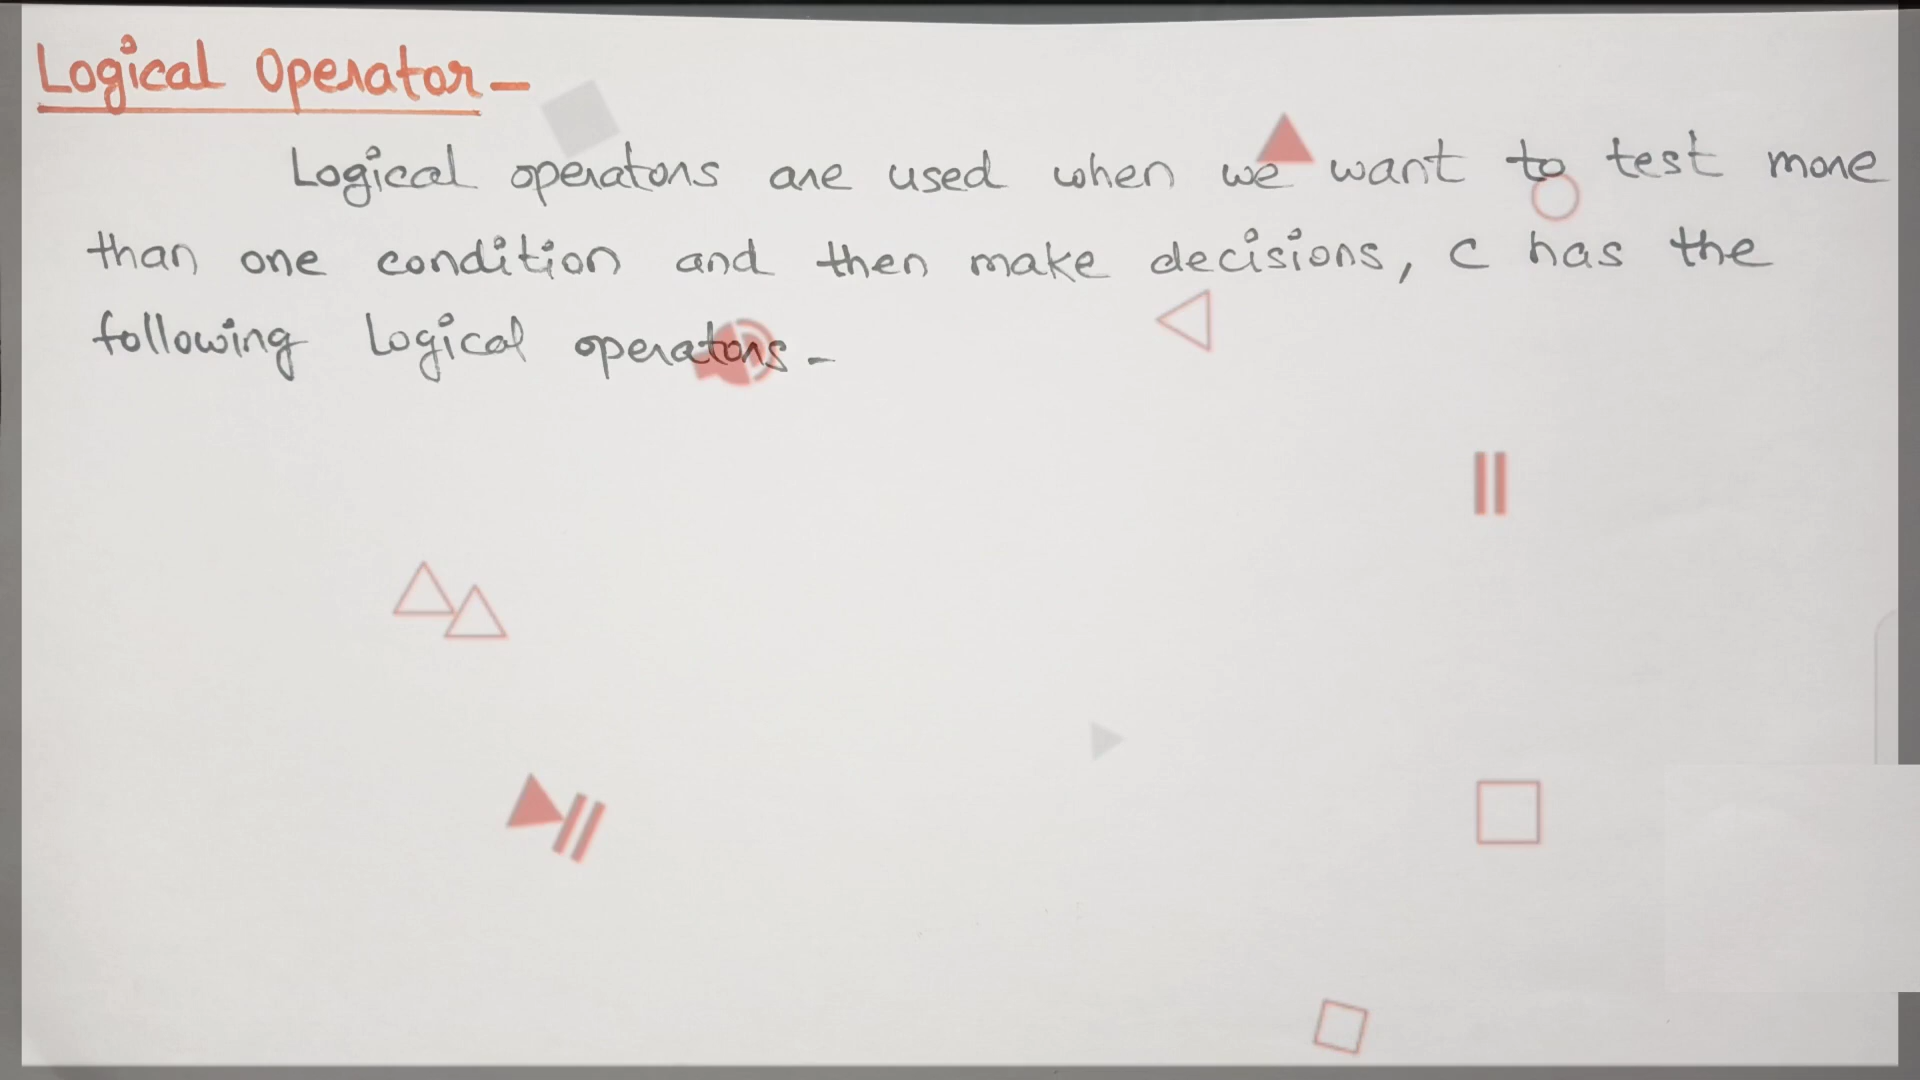 Logical Operator -
Logical operators are used when we want to test more
than one condition and then make decisions, C has the
following Logical operators -